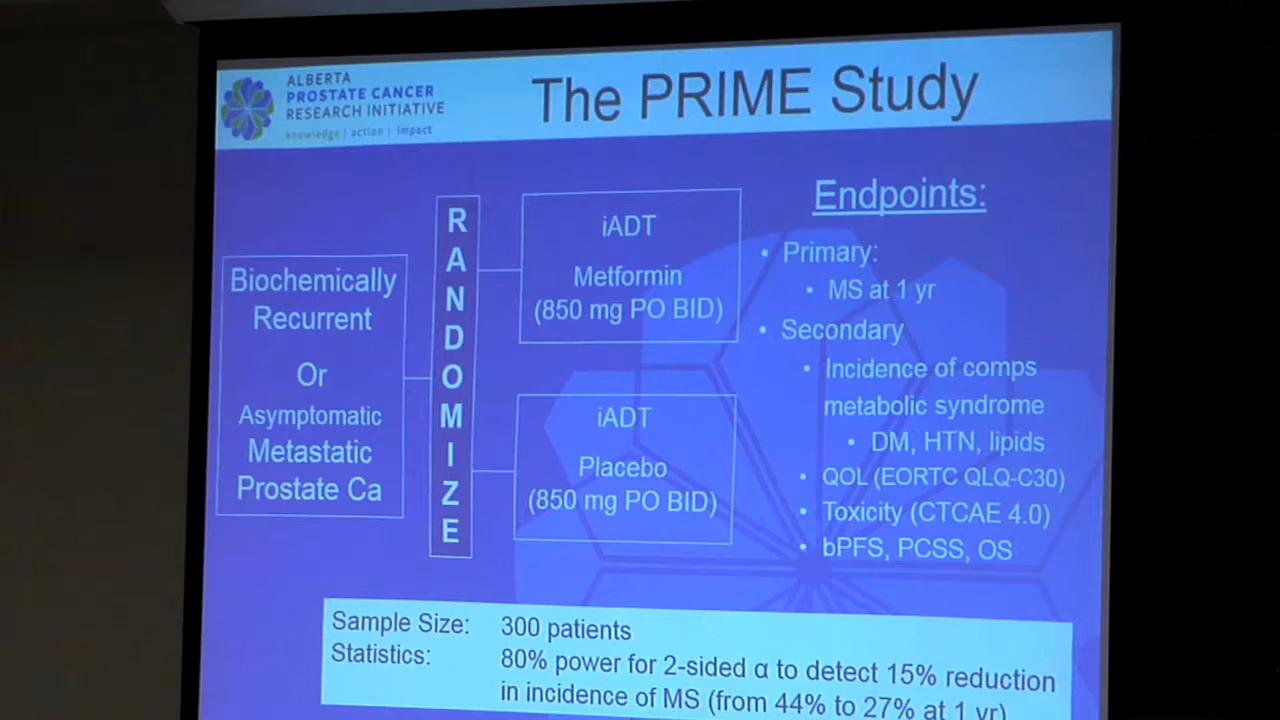 ALBERTA
PROSTATE CANCER
RESEARCH INITIATIVE
knowledge | action | impact
The PRIME Study
Biochemically
Recurrent
Or
Asymptomatic
Metastatic
Prostate Ca
RANDOMIZE
iADT
Metformin
(850 mg PO BID)
iADT
Placebo
(850 mg PO BID)
Endpoints:
• Primary:
• MS at 1 yr
• Secondary
• Incidence of comps
metabolic syndrome
• DM, HTN, lipids
• QOL (EORTC QLQ-C30)
• Toxicity (CTCAE 4.0)
• bPFS, PCSS, OS
Sample Size: 300 patients
Statistics: 80% power for 2-sided α to detect 15% reduction
in incidence of MS (from 44% to 27% at 1 yr)